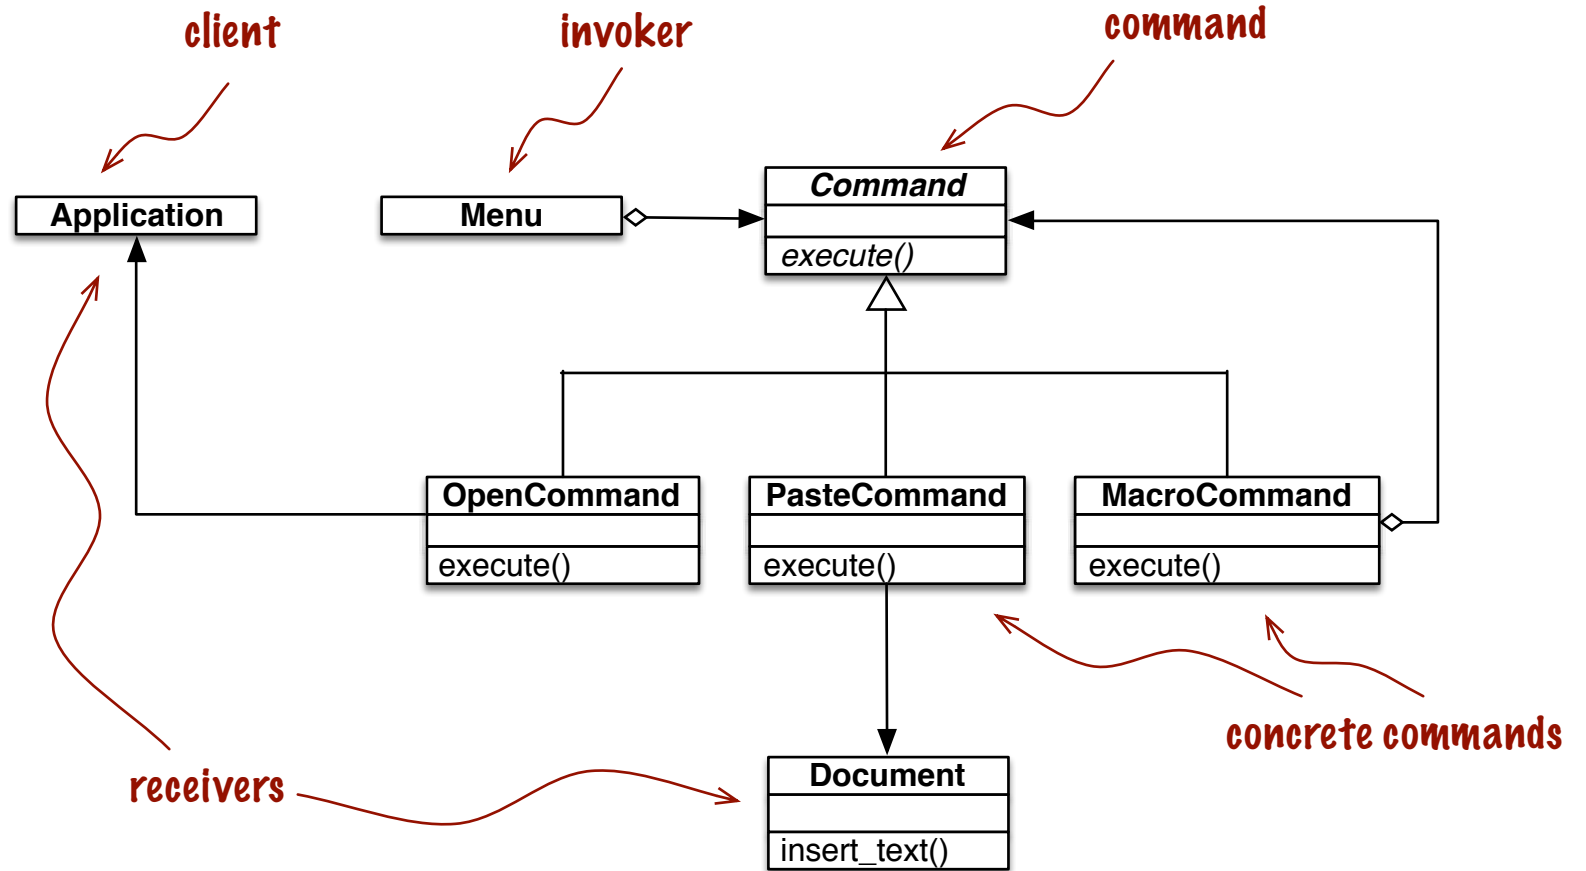 client
invoker
command
Application
Menu
Command
execute()
OpenCommand
execute()
PasteCommand
execute()
MacroCommand
execute()
concrete commands
receivers
Document
insert_text()